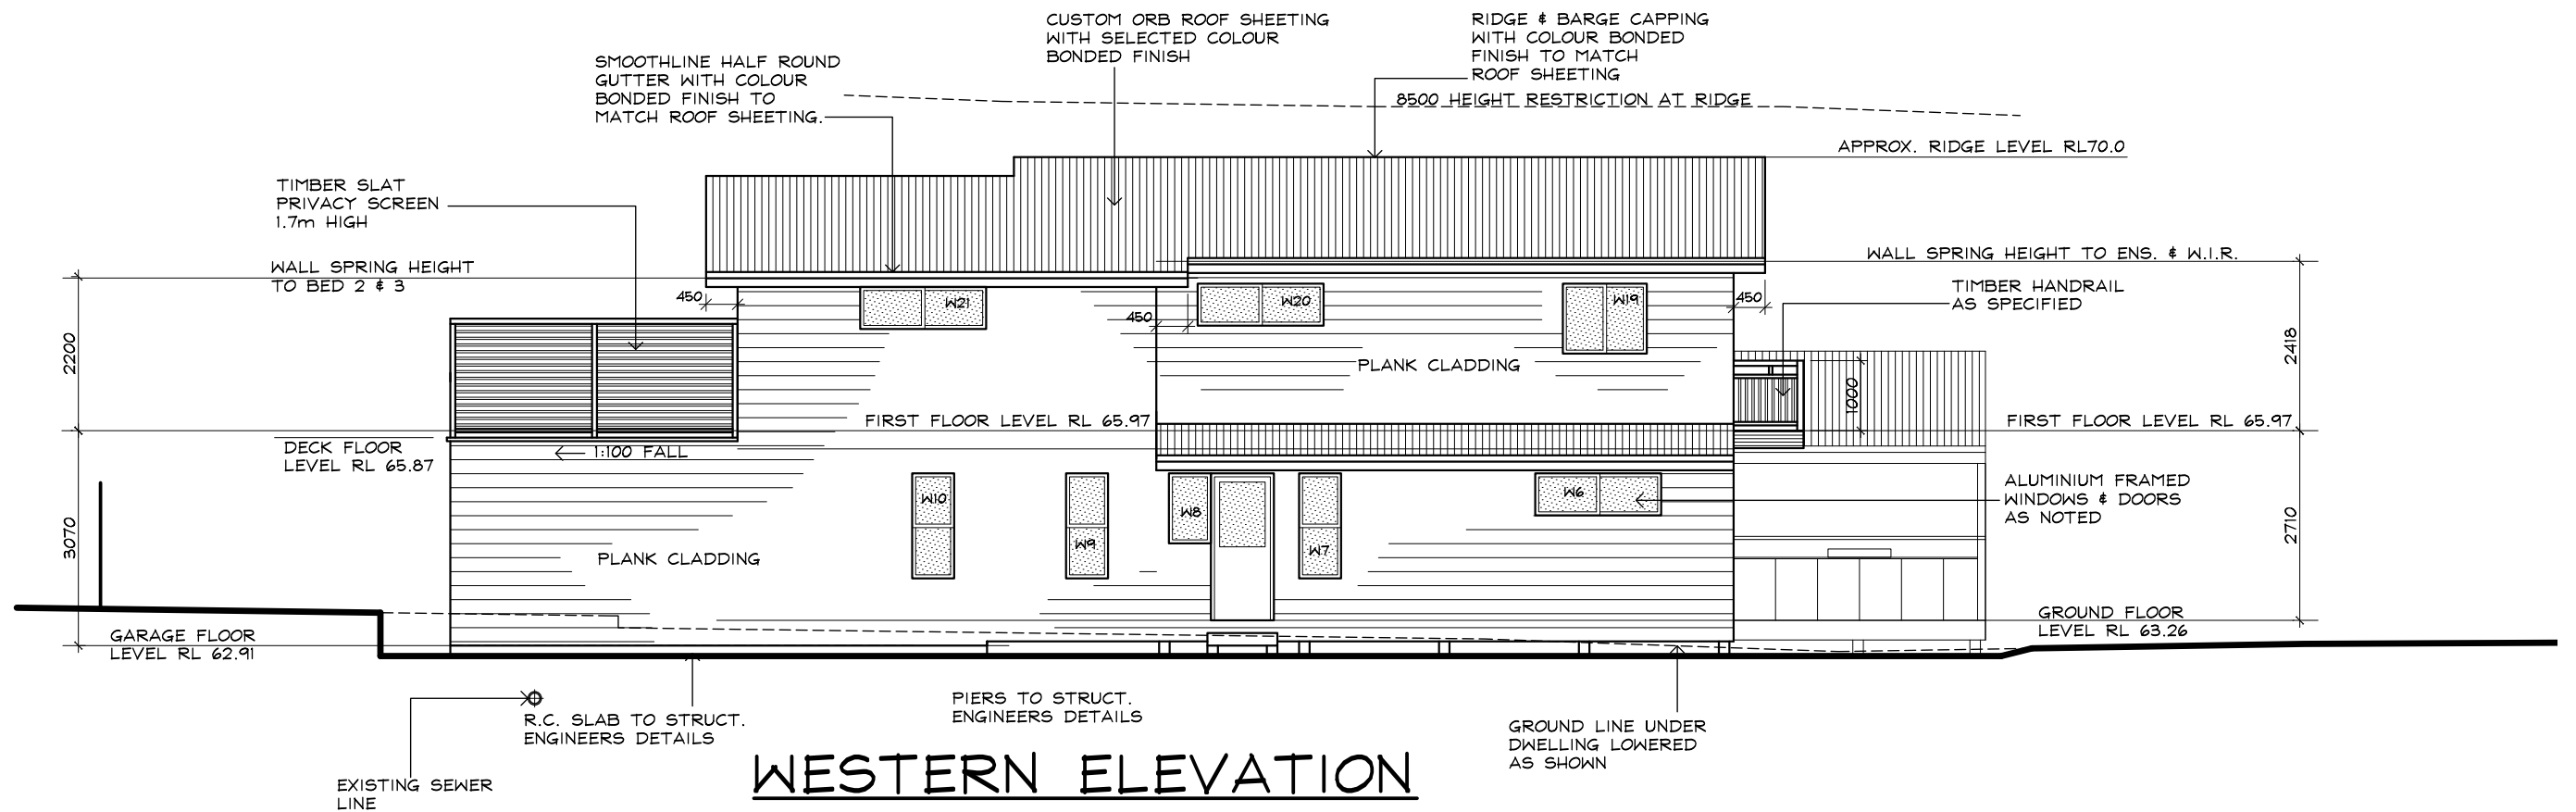 CUSTOM ORB ROOF SHEETING
WITH SELECTED COLOUR
BONDED FINISH
RIDGE & BARGE CAPPING
WITH COLOUR BONDED
FINISH TO MATCH
ROOF SHEETING
SMOOTHLINE HALF ROUND
GUTTER WITH COLOUR
BONDED FINISH TO
MATCH ROOF SHEETING.
8500 HEIGHT RESTRICTION AT RIDGE
APPROX. RIDGE LEVEL RL70.0
TIMBER SLAT
PRIVACY SCREEN
1.7m HIGH
WALL SPRING HEIGHT
TO BED 2 & 3
WALL SPRING HEIGHT TO ENS. & W.I.R.
TIMBER HANDRAIL
AS SPECIFIED
450
W21
W20
W19
450
450
2200
2418
1000
PLANK CLADDING
FIRST FLOOR LEVEL RL 65.97
FIRST FLOOR LEVEL RL 65.97
DECK FLOOR
LEVEL RL 65.87
1:100 FALL
ALUMINIUM FRAMED
WINDOWS & DOORS
AS NOTED
W10
W9
W8
W7
W6
3070
2710
PLANK CLADDING
GARAGE FLOOR
LEVEL RL 62.91
GROUND FLOOR
LEVEL RL 63.26
R.C. SLAB TO STRUCT.
ENGINEERS DETAILS
PIERS TO STRUCT.
ENGINEERS DETAILS
GROUND LINE UNDER
DWELLING LOWERED
AS SHOWN
EXISTING SEWER
LINE
WESTERN ELEVATION